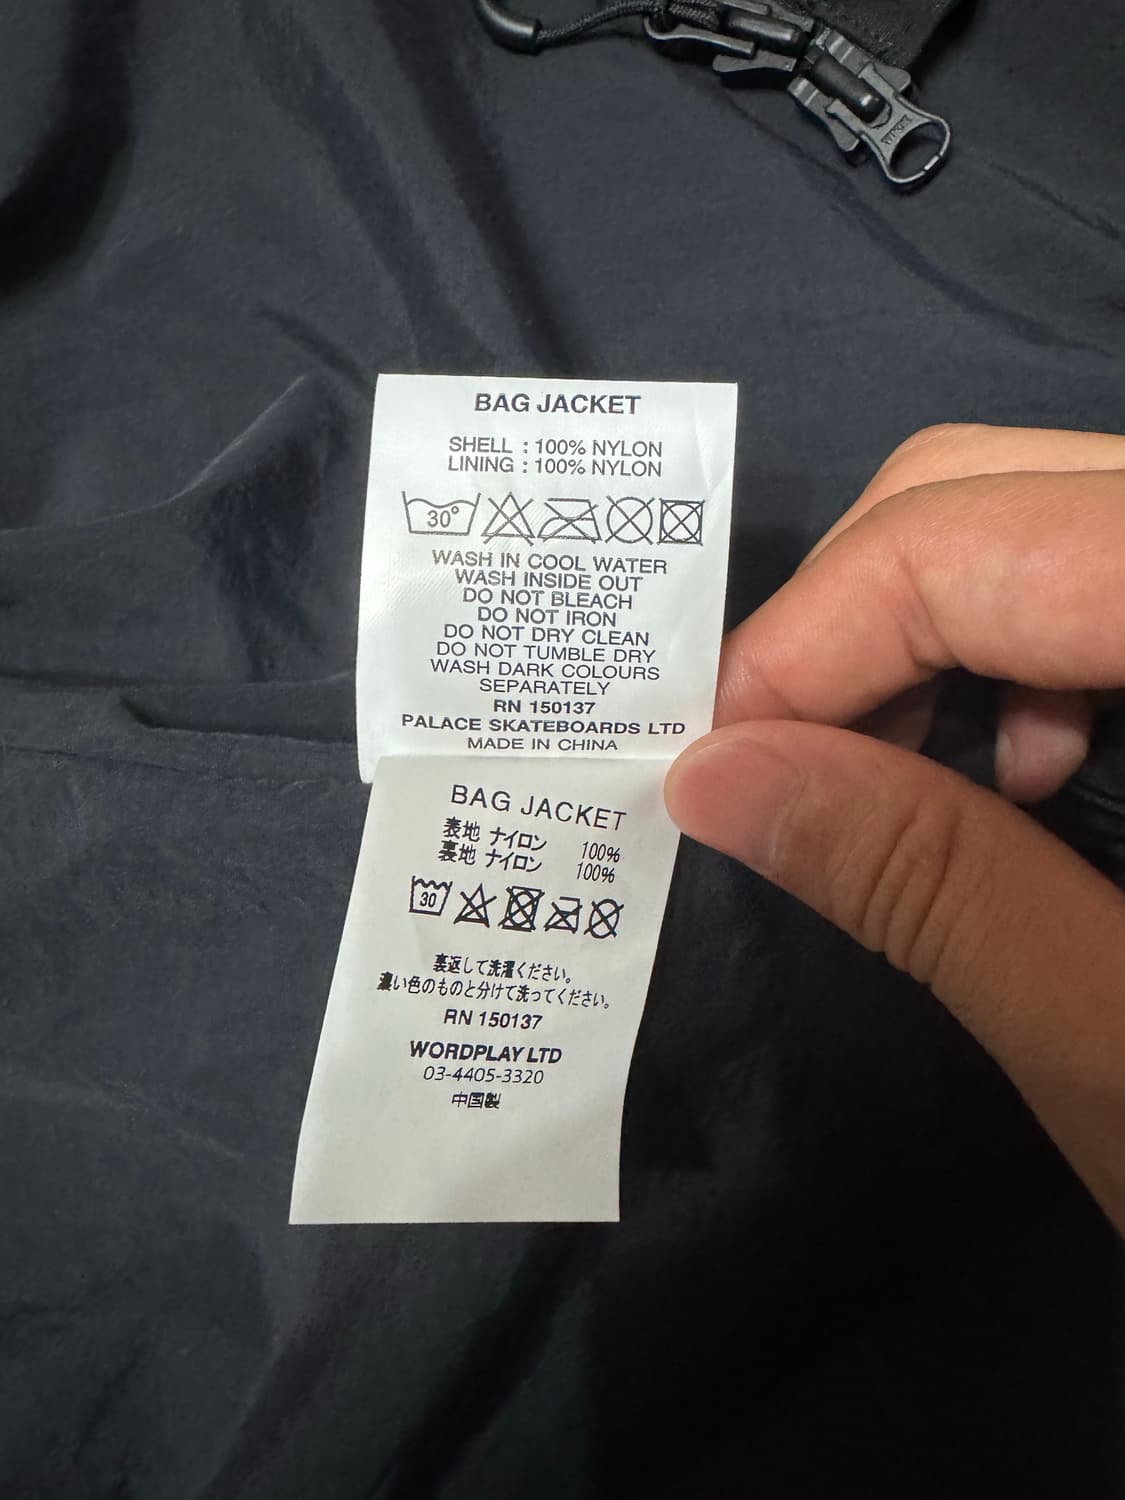 BAG JACKET
SHELL : 100% NYLON
LINING : 100% NYLON
30°
WASH IN COOL WATER
WASH INSIDE OUT
DO NOT BLEACH
DO NOT IRON
DO NOT DRY CLEAN
DO NOT TUMBLE DRY
WASH DARK COLOURS
SEPARATELY
RN 150137
PALACE SKATEBOARDS LTD
MADE IN CHINA
BAG JACKET
表地 ナイロン 100%
裏地 ナイロン 100%
30
裏返して洗濯ください。
濃い色のものと分けて洗ってください。
RN 150137
WORDPLAY LTD
03-4405-3320
中国製